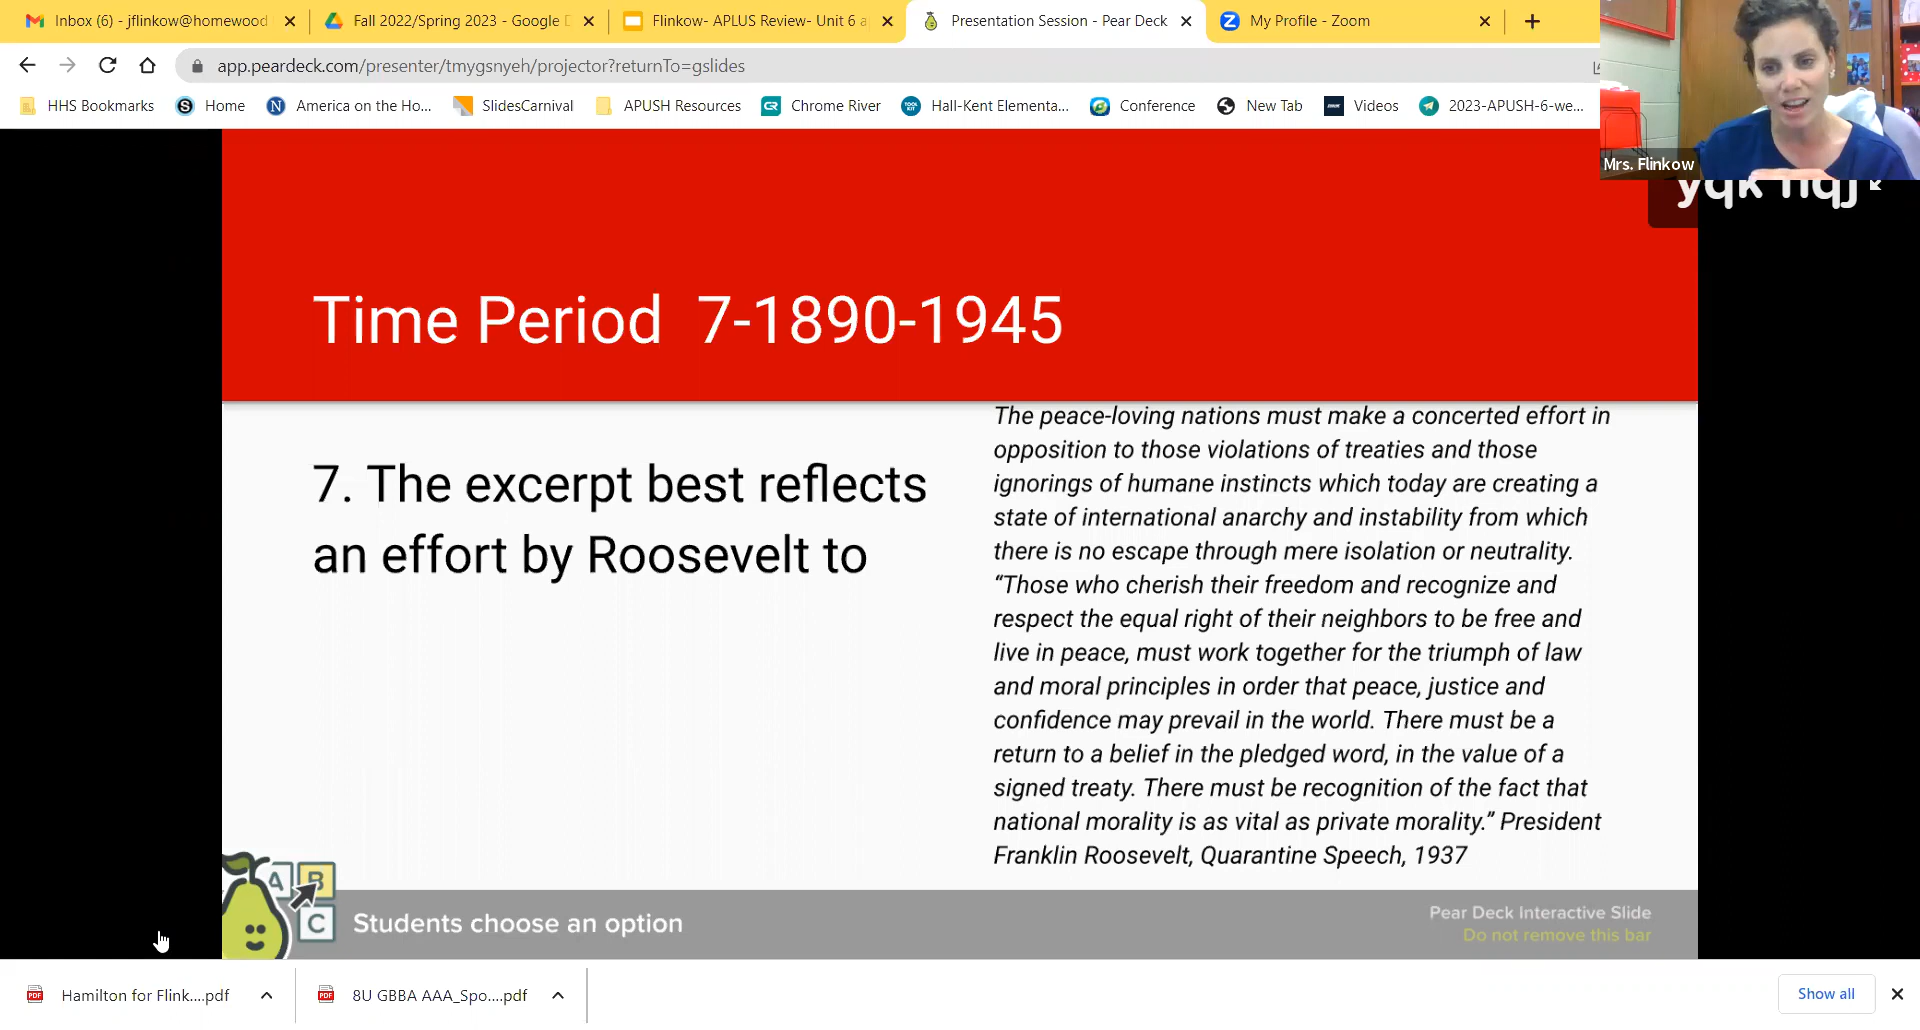 Inbox (6) - jflinkow@homewood
Fall 2022/Spring 2023 - Google D
Flinkow- APLUS Review- Unit 6 a
Presentation Session - Pear Deck
My Profile - Zoom
app.peardeck.com/presenter/tmygsnyeh/projector?returnTo=gslides
HHS Bookmarks
Home
America on the Ho...
SlidesCarnival
APUSH Resources
Chrome River
Hall-Kent Elementa...
Conference
New Tab
Videos
2023-APUSH-6-we...
Mrs. Flinkow
Time Period 7-1890-1945
7. The excerpt best reflects
an effort by Roosevelt to
The peace-loving nations must make a concerted effort in
opposition to those violations of treaties and those
ignorings of humane instincts which today are creating a
state of international anarchy and instability from which
there is no escape through mere isolation or neutrality.
“Those who cherish their freedom and recognize and
respect the equal right of their neighbors to be free and
live in peace, must work together for the triumph of law
and moral principles in order that peace, justice and
confidence may prevail in the world. There must be a
return to a belief in the pledged word, in the value of a
signed treaty. There must be recognition of the fact that
national morality is as vital as private morality.” President
Franklin Roosevelt, Quarantine Speech, 1937
A B
C
Students choose an option
Pear Deck Interactive Slide
Do not remove this bar
PDF
Hamilton for Flink....pdf
PDF
8U GBBA AAA_Spo....pdf
Show all